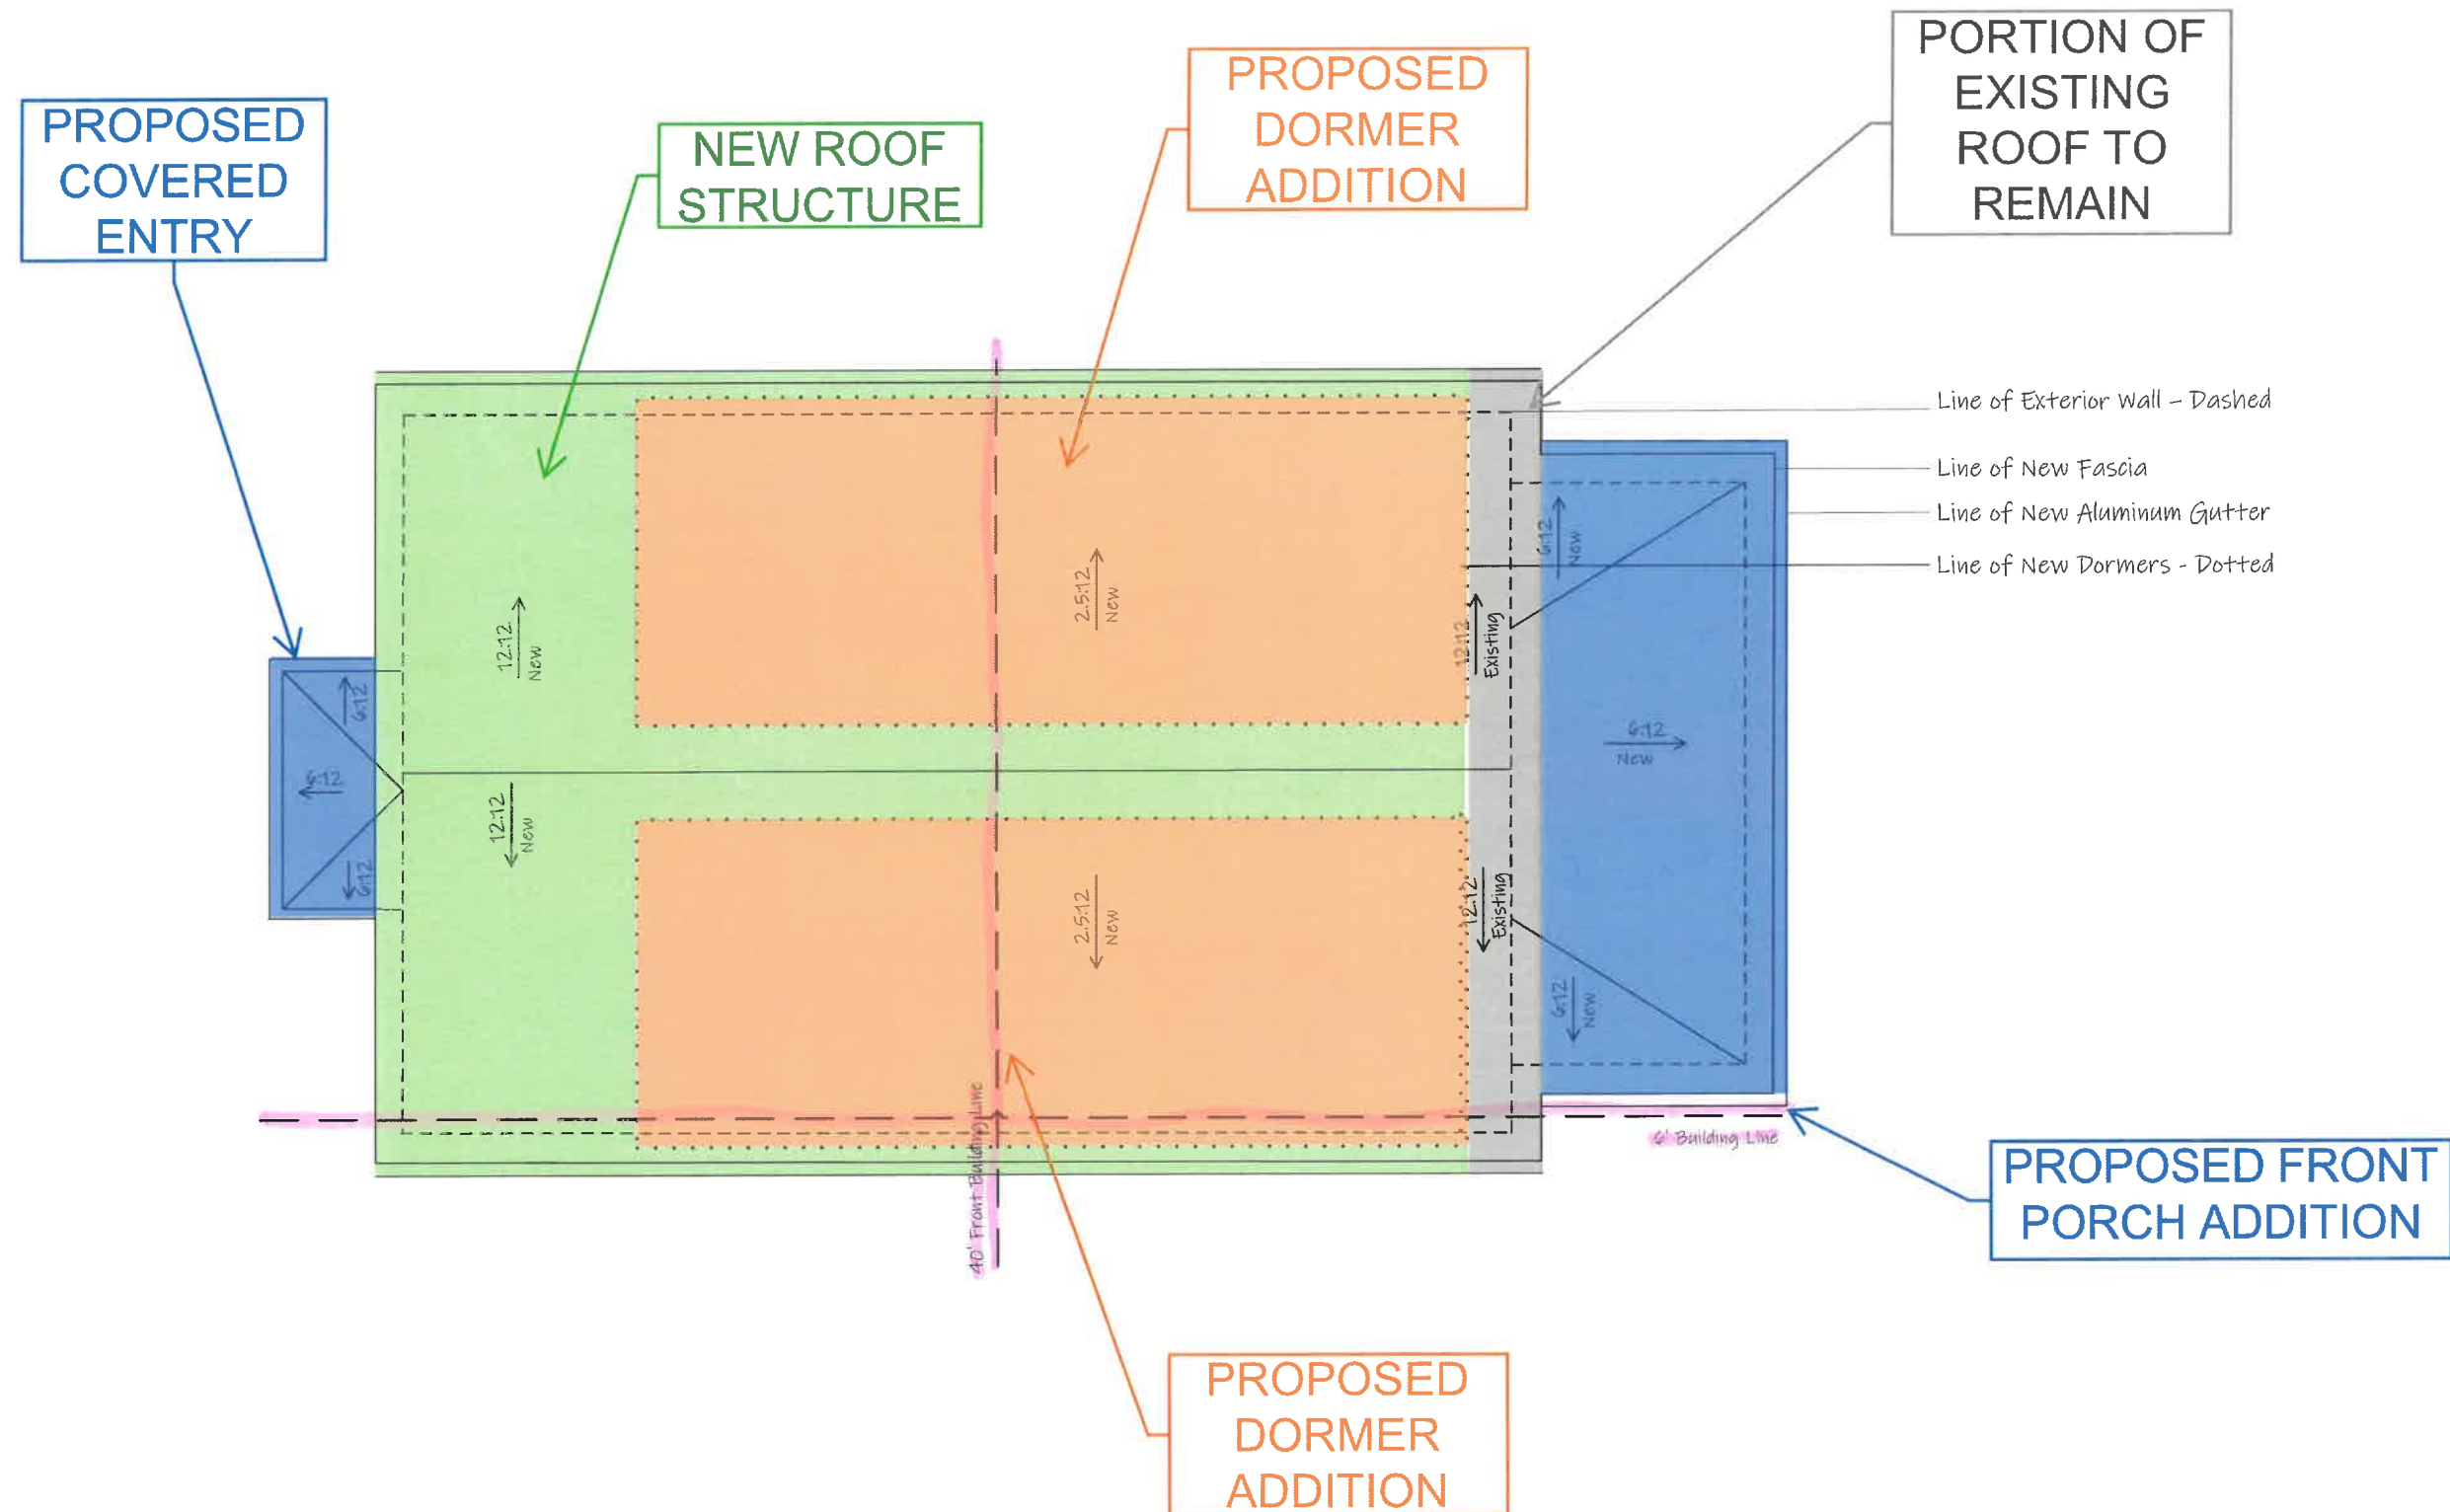 PROPOSED
COVERED
ENTRY
NEW ROOF
STRUCTURE
PROPOSED
DORMER
ADDITION
PORTION OF
EXISTING
ROOF TO
REMAIN
Line of Exterior Wall - Dashed
Line of New Fascia
Line of New Aluminum Gutter
Line of New Dormers - Dotted
12:12
New
2.5:12
New
12:12
Existing
6:12
New
6:12
6:12
6:12
12:12
New
2.5:12
New
12:12
Existing
6:12
New
6:12
New
40' Front Building Line
6' Building Line
PROPOSED FRONT
PORCH ADDITION
PROPOSED
DORMER
ADDITION